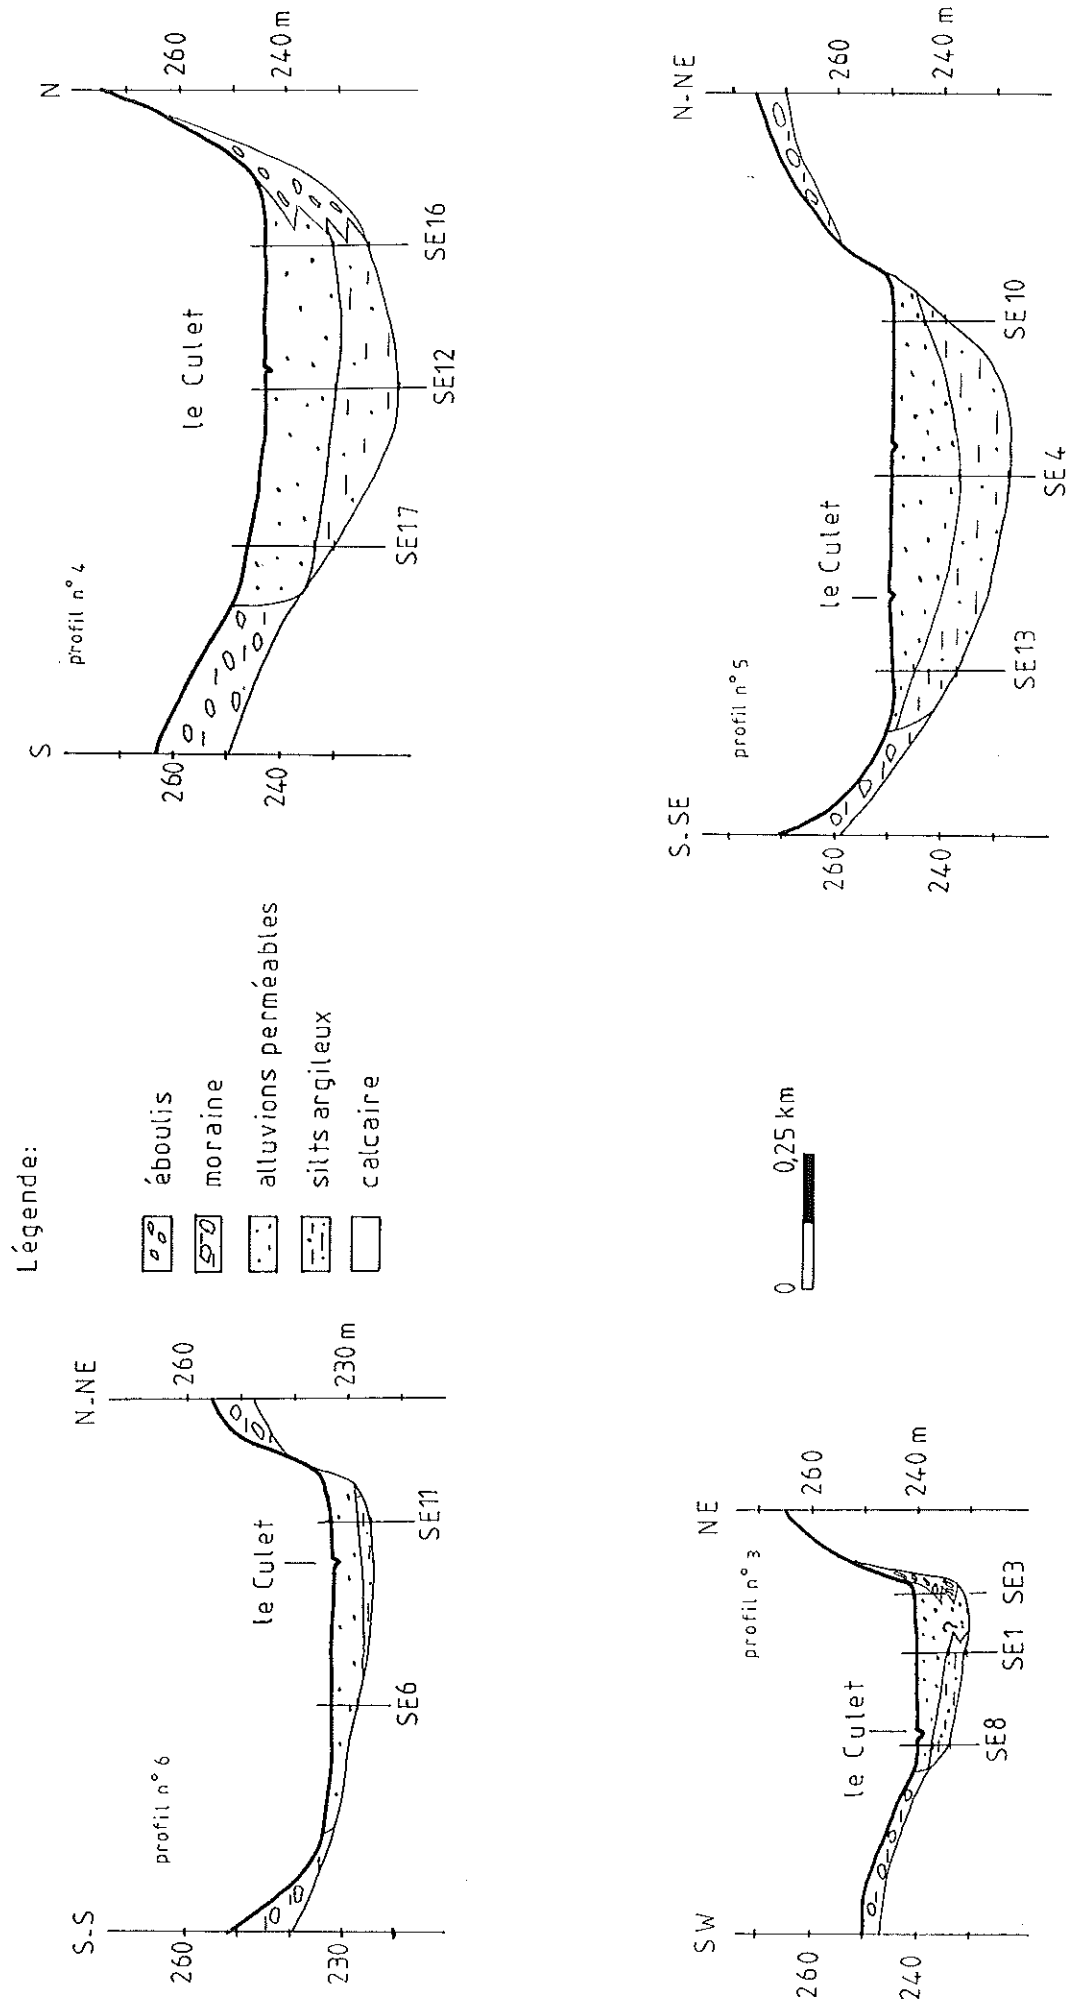 profil n° 6
S-S
N-NE
260
230
260
230 m
le Culet
SE6
SE11
Légende:
éboulis
moraine
alluvions perméables
silts argileux
calcaire
profil n° 4
S
N
260
240
260
240 m
le Culet
SE17
SE12
SE16
profil n° 3
SW
NE
260
240
260
240 m
le Culet
?
SE8
SE1
SE3
0
0,25 km
profil n° 5
S-SE
N-NE
260
240
260
240 m
le Culet
SE13
SE4
SE10